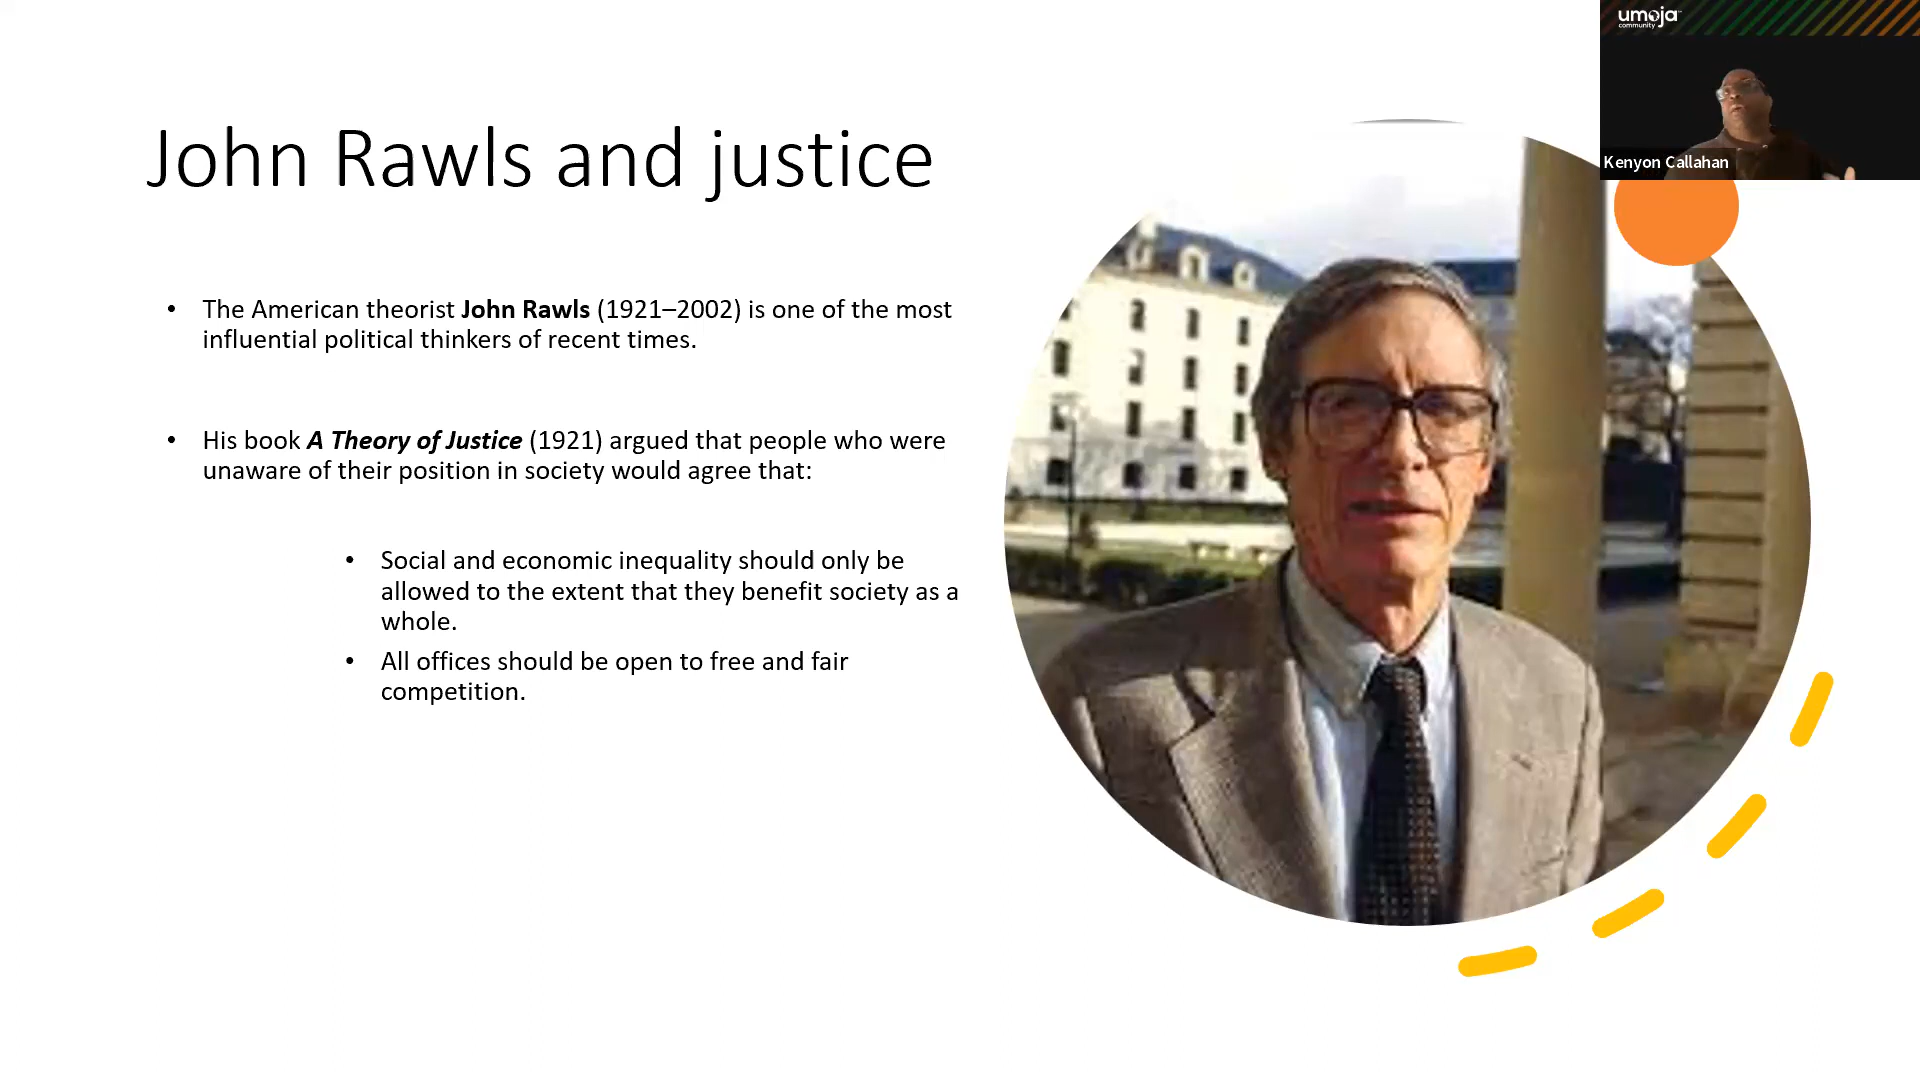 umoja
community
Kenyon Callahan
John Rawls and justice
• The American theorist John Rawls (1921–2002) is one of the most
influential political thinkers of recent times.
• His book A Theory of Justice (1921) argued that people who were
unaware of their position in society would agree that:
• Social and economic inequality should only be
allowed to the extent that they benefit society as a
whole.
• All offices should be open to free and fair
competition.